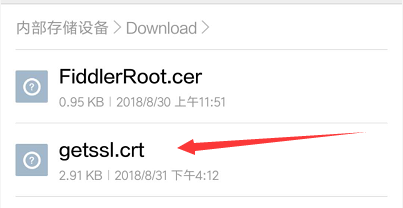 内部存储设备 > Download >
FiddlerRoot.cer
0.95 KB | 2018/8/30 上午11:51
getssl.crt
2.91 KB | 2018/8/31 下午4:12